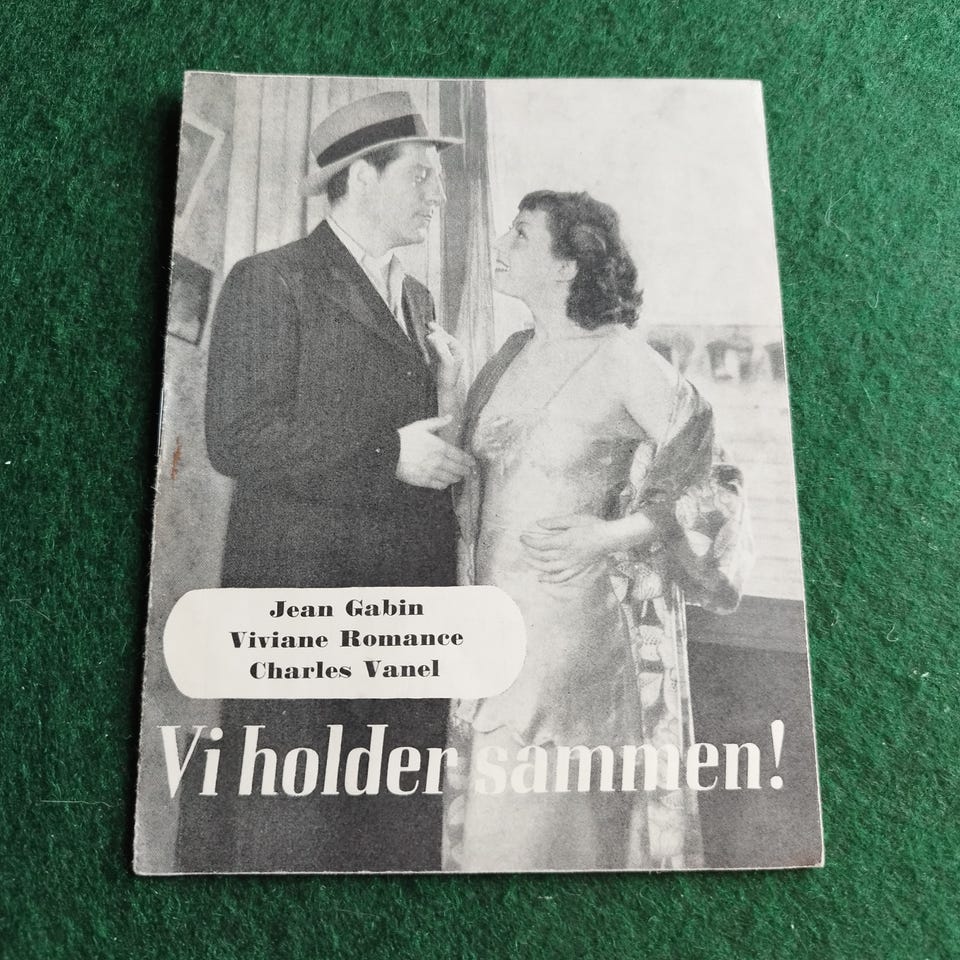 Jean Gabin
Viviane Romance
Charles Vanel
Vi holder sammen!